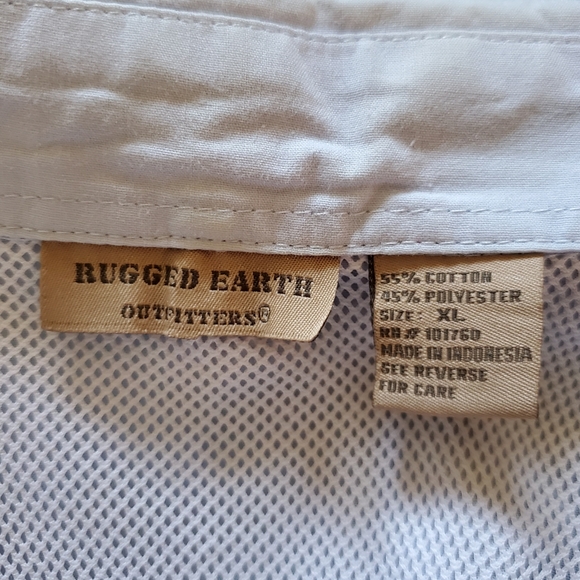 RUGGED EARTH
OUTFITTERS®
55% COTTON
45% POLYESTER
SIZE: XL
RN# 101760
MADE IN INDONESIA
SEE REVERSE
FOR CARE